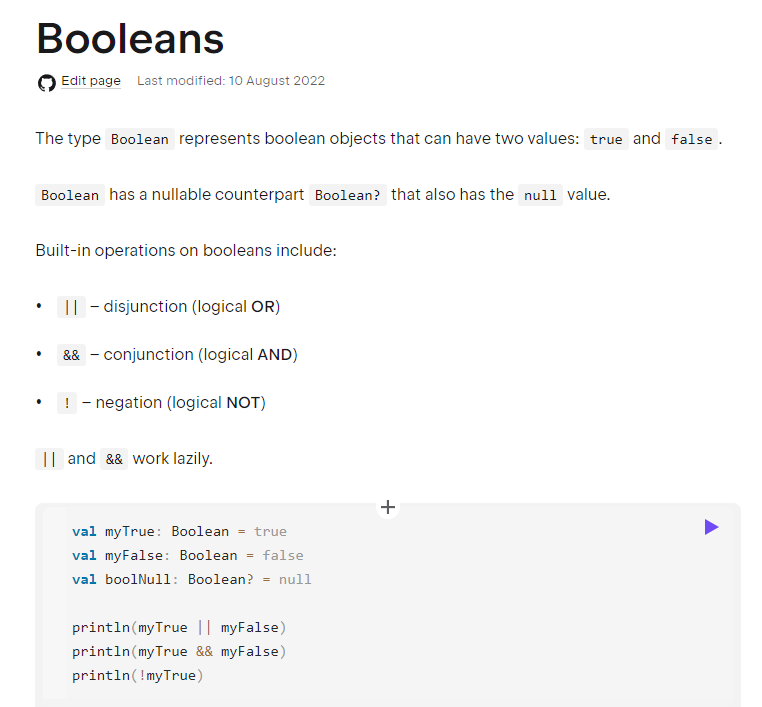 Booleans
Edit page Last modified: 10 August 2022
The type Boolean represents boolean objects that can have two values: true and false.
Boolean has a nullable counterpart Boolean? that also has the null value.
Built-in operations on booleans include:
• || – disjunction (logical OR)
• && – conjunction (logical AND)
• ! – negation (logical NOT)
|| and && work lazily.
val myTrue: Boolean = true
val myFalse: Boolean = false
val boolNull: Boolean? = null
println(myTrue || myFalse)
println(myTrue && myFalse)
println(!myTrue)